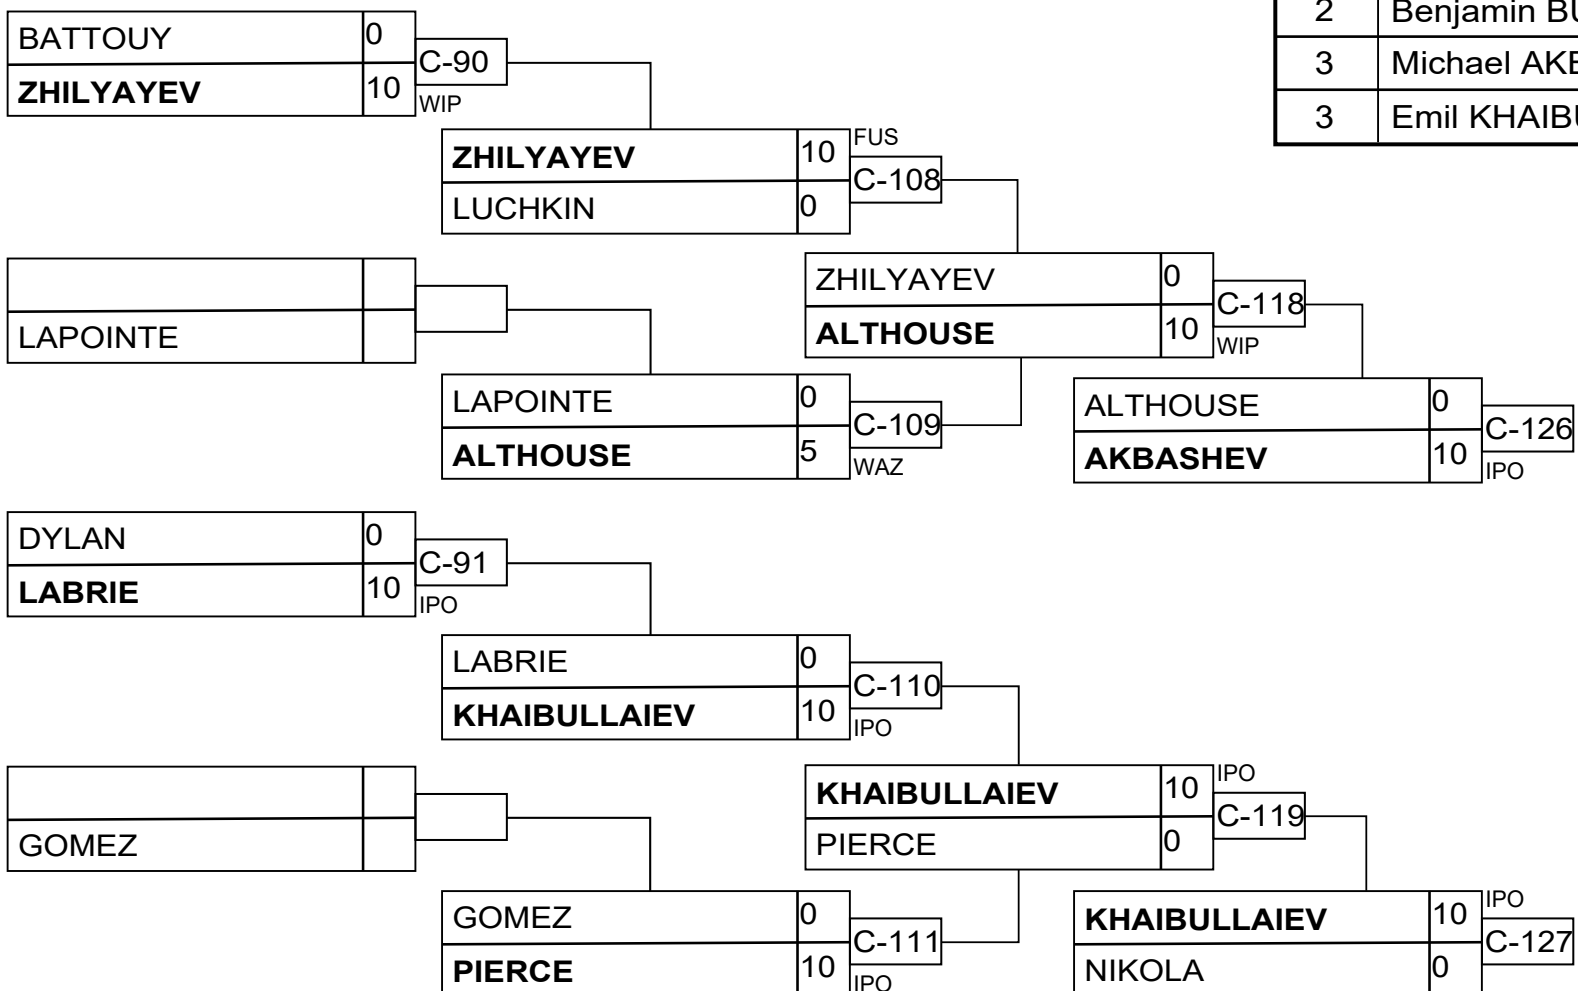 2 Benjamin
3 Michael
3 Emil
BATTOUY 0
ZHILYAYEV 10
C-90
WIP
ZHILYAYEV 10
LUCHKIN 0
FUS
C-108
LAPOINTE
ZHILYAYEV 0
ALTHOUSE 10
C-118
WIP
LAPOINTE 0
ALTHOUSE 5
C-109
WAZ
ALTHOUSE 0
AKBASHEV 10
C-126
IPO
DYLAN 0
LABRIE 10
C-91
IPO
LABRIE 0
KHAIBULLAIEV 10
C-110
IPO
KHAIBULLAIEV 10
PIERCE 0
IPO
C-119
GOMEZ
GOMEZ 0
PIERCE 10
C-111
IPO
KHAIBULLAIEV 10
NIKOLA 0
IPO
C-127